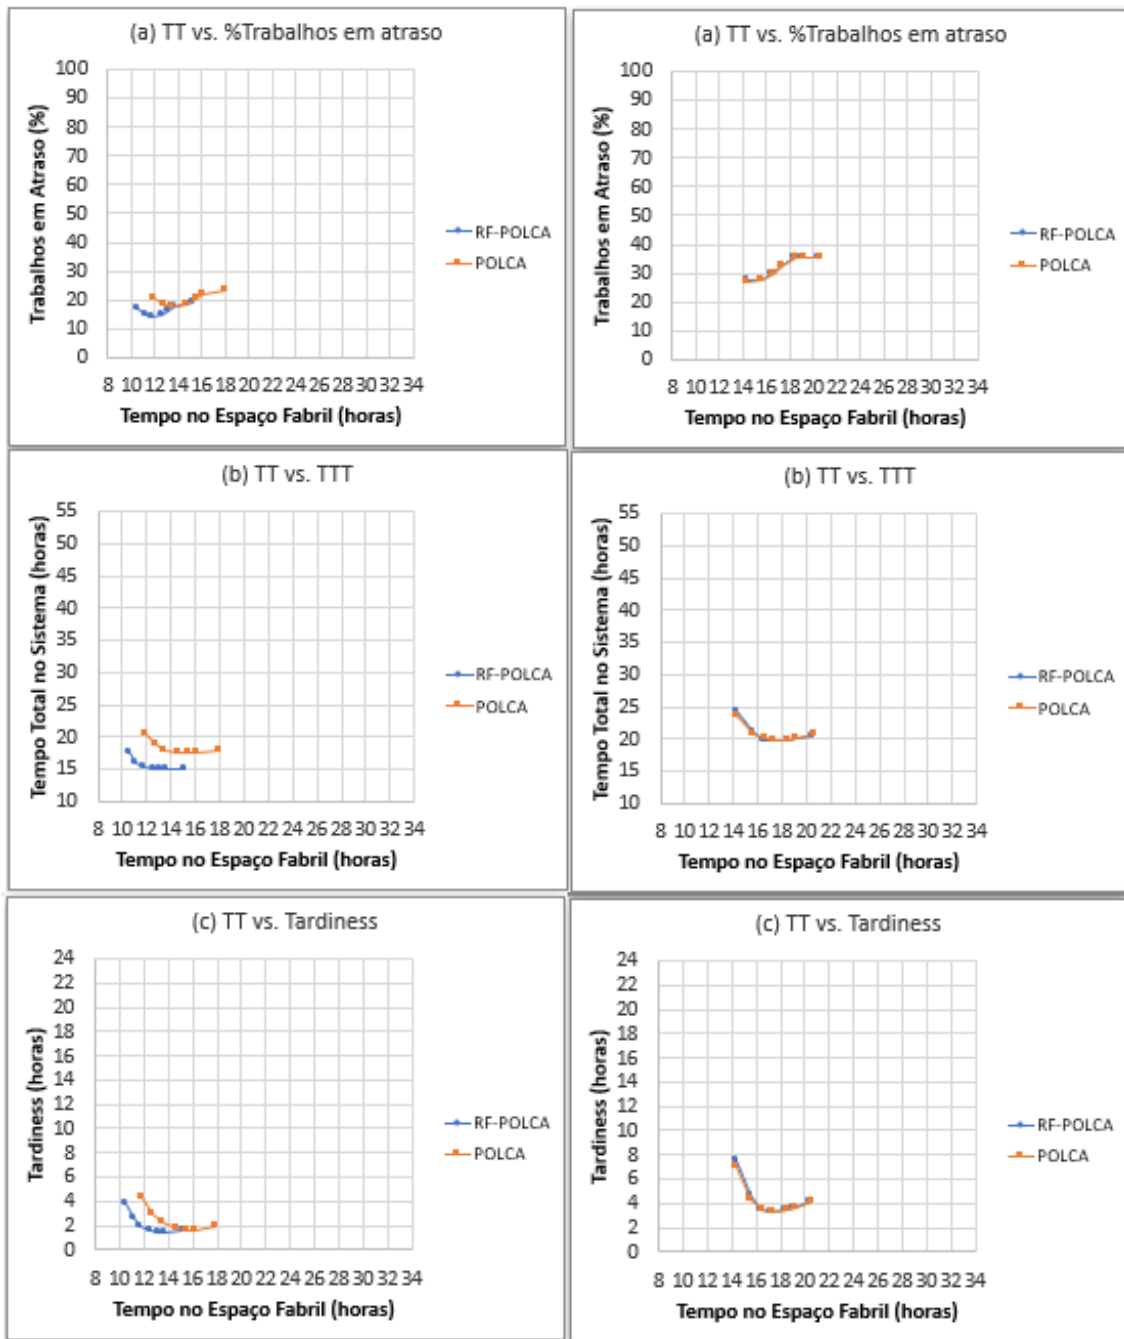 (a) TT vs. %Trabalhos em atraso
Trabalhos em Atraso (%)
100
90
80
70
60
50
40
30
20
10
0
8 10 12 14 16 18 20 22 24 26 28 30 32 34
Tempo no Espaço Fabril (horas)
RF-POLCA
POLCA
(a) TT vs. %Trabalhos em atraso
Trabalhos em Atraso (%)
100
90
80
70
60
50
40
30
20
10
0
8 10 12 14 16 18 20 22 24 26 28 30 32 34
Tempo no Espaço Fabril (horas)
RF-POLCA
POLCA
(b) TT vs. TTT
Tempo Total no Sistema (horas)
55
50
45
40
35
30
25
20
15
10
8 10 12 14 16 18 20 22 24 26 28 30 32 34
Tempo no Espaço Fabril (horas)
RF-POLCA
POLCA
(b) TT vs. TTT
Tempo Total no Sistema (horas)
55
50
45
40
35
30
25
20
15
10
8 10 12 14 16 18 20 22 24 26 28 30 32 34
Tempo no Espaço Fabril (horas)
RF-POLCA
POLCA
(c) TT vs. Tardiness
Tardiness (horas)
24
22
20
18
16
14
12
10
8
6
4
2
0
8 10 12 14 16 18 20 22 24 26 28 30 32 34
Tempo no Espaço Fabril (horas)
RF-POLCA
POLCA
(c) TT vs. Tardiness
Tardiness (horas)
24
22
20
18
16
14
12
10
8
6
4
2
0
8 10 12 14 16 18 20 22 24 26 28 30 32 34
Tempo no Espaço Fabril (horas)
RF-POLCA
POLCA